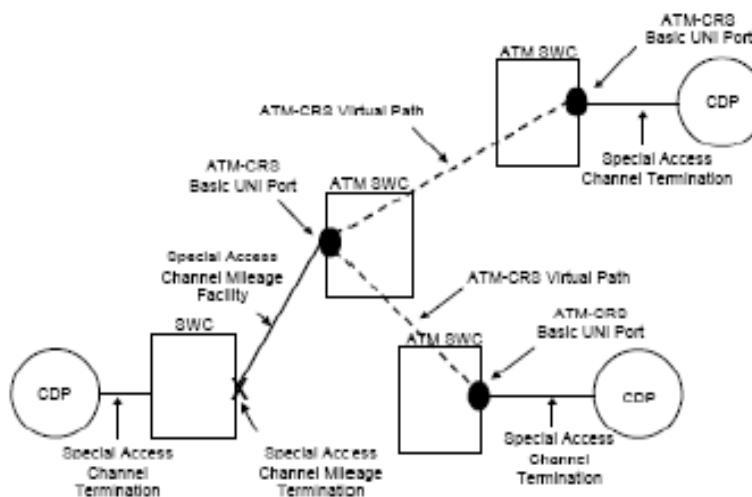 ATM-CRS
Basic UNI Port
ATM SWC
CDP
ATM-CRS Virtual Path
Special Access
Channel Termination
ATM-CRS
Basic UNI Port
ATM SWC
Special Access
Channel Mileage
Facility
ATM-CRS Virtual Path
SWC
ATM-CRS
Basic UNI Port
ATM SWC
CDP
CDP
Special Access
Channel
Termination
Special Access
Channel Mileage
Termination
Special Access
Channel
Termination